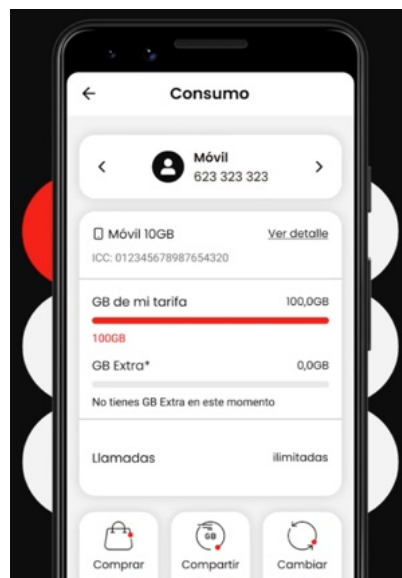 Consumo
Móvil
623 323 323
Móvil 10GB Ver detalle
ICC: 012345678987654320
GB de mi tarifa 100,0GB
100GB
GB Extra* 0,0GB
No tienes GB Extra en este momento
Llamadas ilimitadas
GB
Comprar Compartir Cambiar